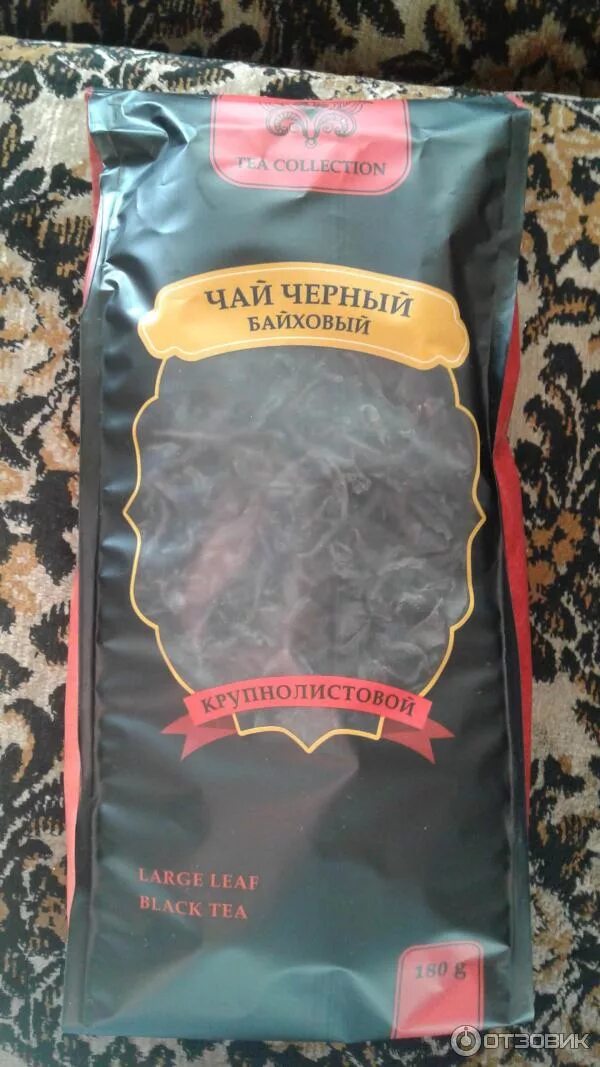 TEA COLLECTION
ЧАЙ ЧЕРНЫЙ
БАЙХОВЫЙ
КРУПНОЛИСТОВОЙ
LARGE LEAF
BLACK TEA
180 g
ОТЗОВИК